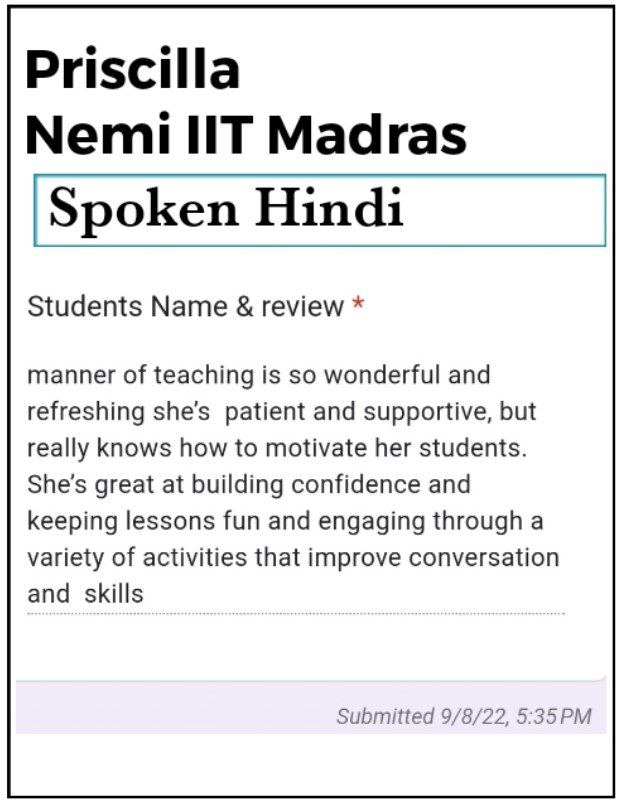 Priscilla
Nemi IIT Madras
Spoken Hindi
Students Name & review *
manner of teaching is so wonderful and
refreshing she's  patient and supportive, but
really knows how to motivate her students.
She's great at building confidence and
keeping lessons fun and engaging through a
variety of activities that improve conversation
and  skills
Submitted 9/8/22, 5:35 PM